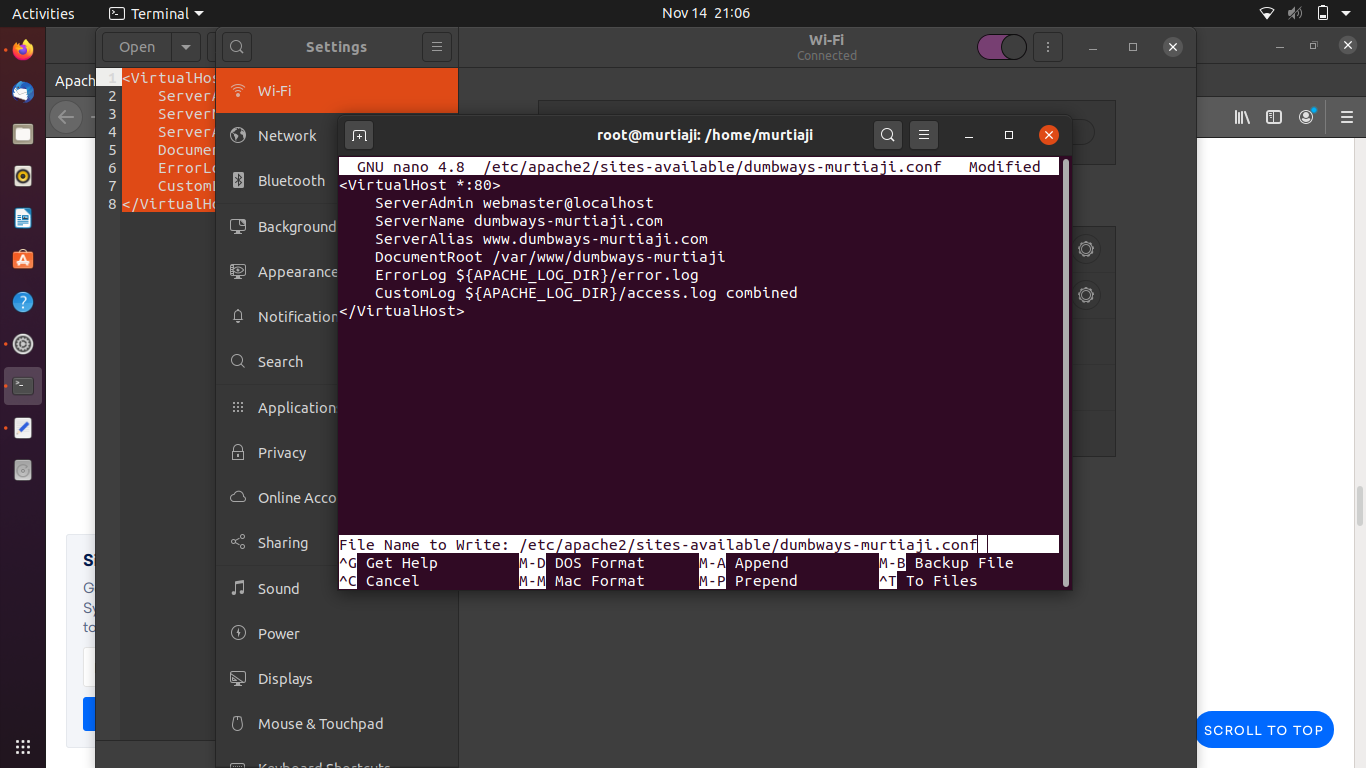 Activities
Terminal
Nov 14 21:06
Open
Settings
Wi-Fi
Connected
Apach
1 <VirtualHos
2 ServerA
3 ServerN
4 ServerA
5 Documen
6 ErrorLo
7 CustomL
8 </VirtualHo
Wi-Fi
Network
Bluetooth
Background
Appearance
Notification
Search
Application
Privacy
Online Acco
Sharing
Sound
Power
Displays
Mouse & Touchpad
Keyboard Shortcuts
root@murtiaji: /home/murtiaji
GNU nano 4.8 /etc/apache2/sites-available/dumbways-murtiaji.conf Modified
<VirtualHost *:80>
ServerAdmin webmaster@localhost
ServerName dumbways-murtiaji.com
ServerAlias www.dumbways-murtiaji.com
DocumentRoot /var/www/dumbways-murtiaji
ErrorLog ${APACHE_LOG_DIR}/error.log
CustomLog ${APACHE_LOG_DIR}/access.log combined
</VirtualHost>
File Name to Write: /etc/apache2/sites-available/dumbways-murtiaji.conf
^G Get Help M-D DOS Format M-A Append M-B Backup File
^C Cancel M-M Mac Format M-P Prepend ^T To Files
Sy
to
SCROLL TO TOP